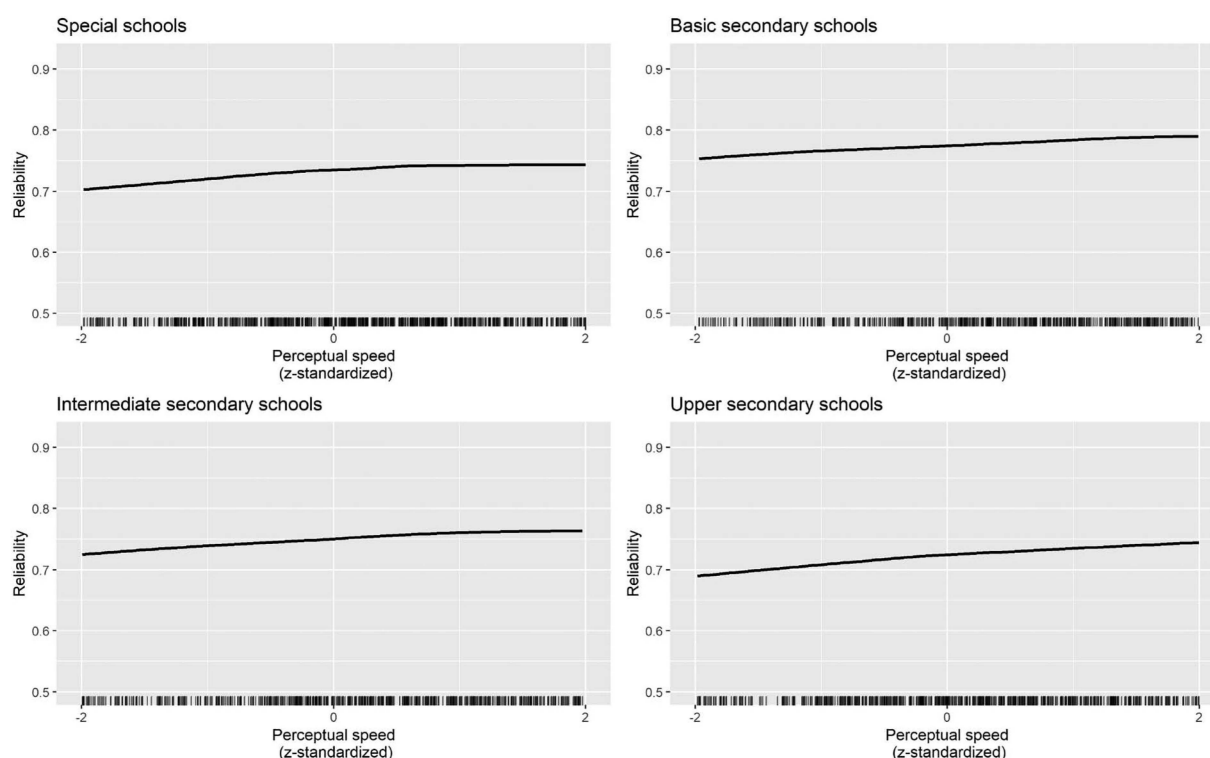 Special schools
Basic secondary schools
Reliability
0.9
0.8
0.7
0.6
0.5
-2
0
2
Perceptual speed
(z-standardized)
Reliability
0.9
0.8
0.7
0.6
0.5
-2
0
2
Perceptual speed
(z-standardized)
Intermediate secondary schools
Upper secondary schools
Reliability
0.9
0.8
0.7
0.6
0.5
-2
0
2
Perceptual speed
(z-standardized)
Reliability
0.9
0.8
0.7
0.6
0.5
-2
0
2
Perceptual speed
(z-standardized)